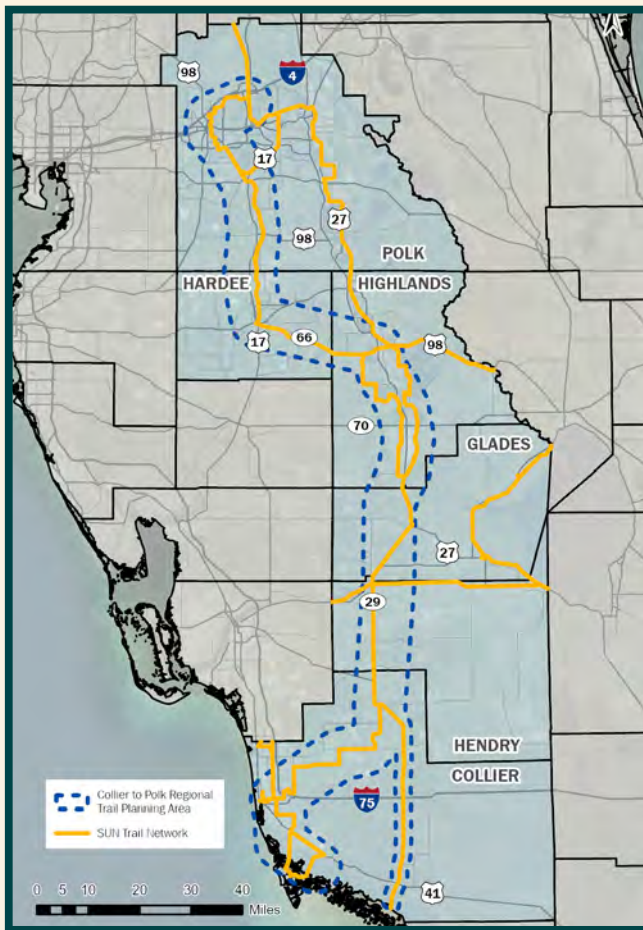 98
4
17
27
98
POLK
HARDEE
HIGHLANDS
66
17
98
70
GLADES
27
29
HENDRY
COLLIER
75
41
Collier to Polk Regional
Trail Planning Area
SUN Trail Network
0 5 10 20 30 40
Miles